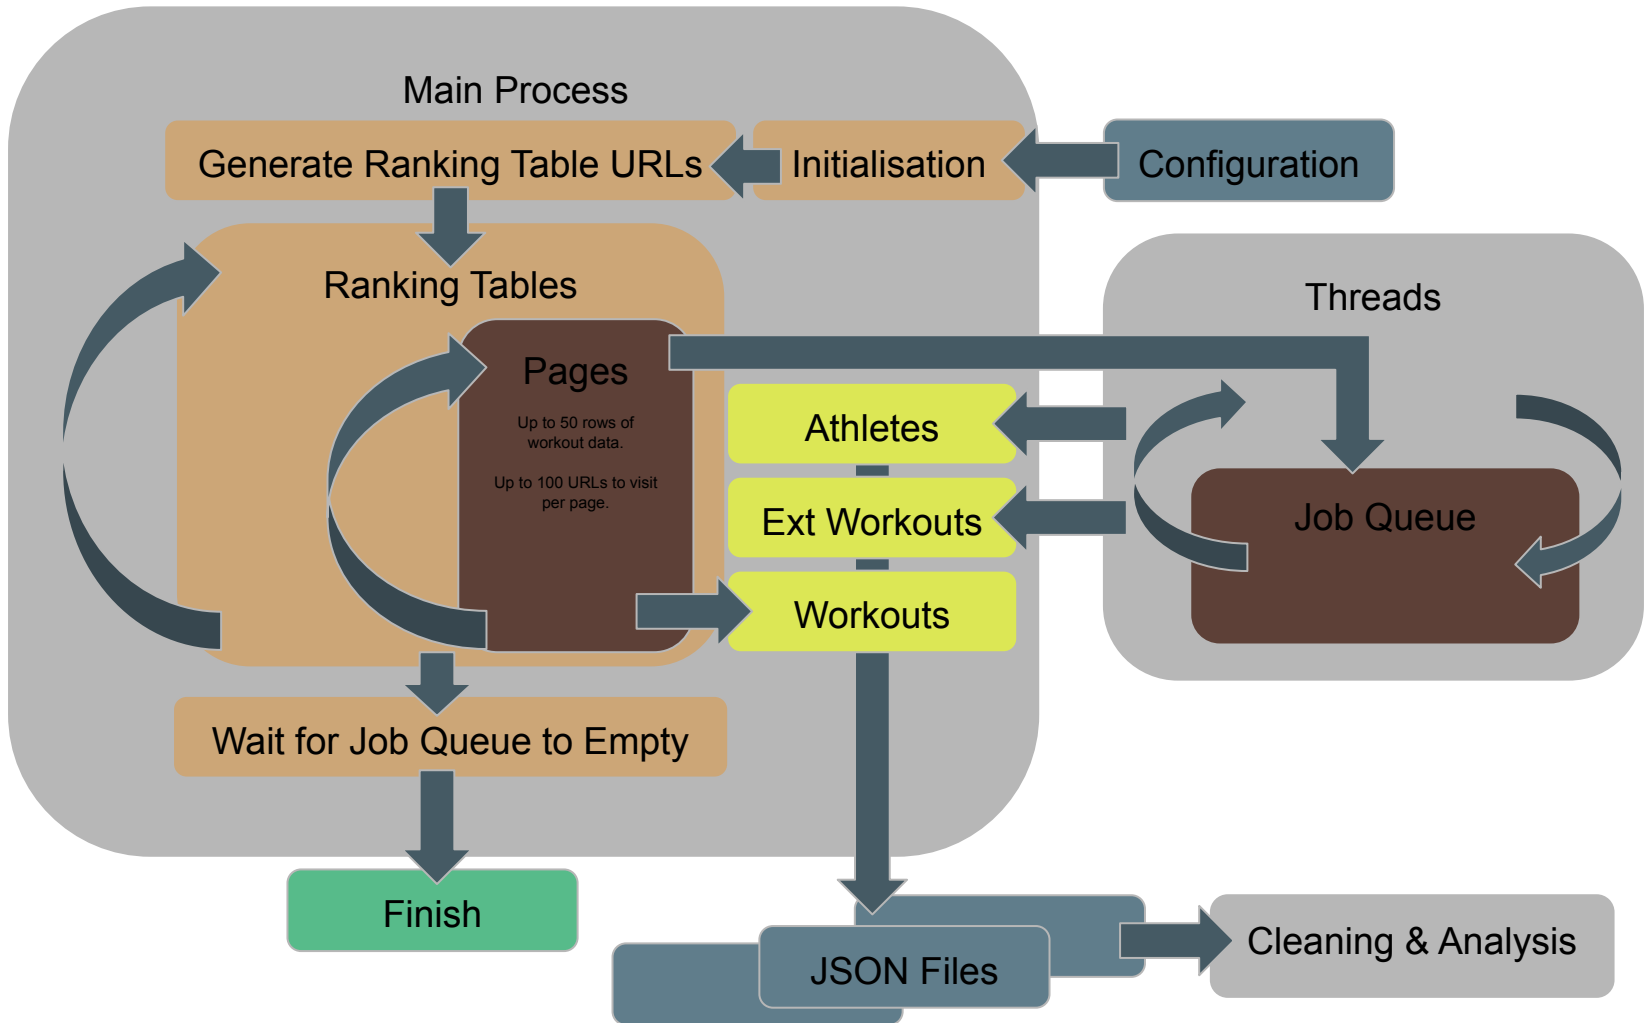 Main Process
Generate Ranking Table URLs
Initialisation
Configuration
Ranking Tables
Threads
Pages
Up to 50 rows of
workout data.
Up to 100 URLs to visit
per page.
Athletes
Ext Workouts
Workouts
Job Queue
Wait for Job Queue to Empty
Finish
JSON Files
Cleaning & Analysis